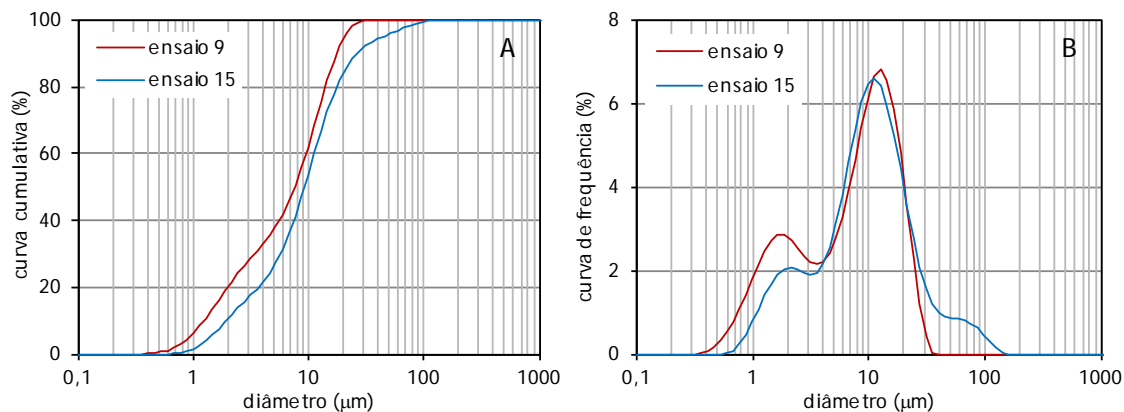 100
80
60
40
20
0
curva cumulativa (%)
ensaio 9
ensaio 15
A
0,1 1 10 100 1000
diâmetro (μm)
8
6
4
2
0
curva de frequência (%)
ensaio 9
ensaio 15
B
0,1 1 10 100 1000
diâmetro (μm)